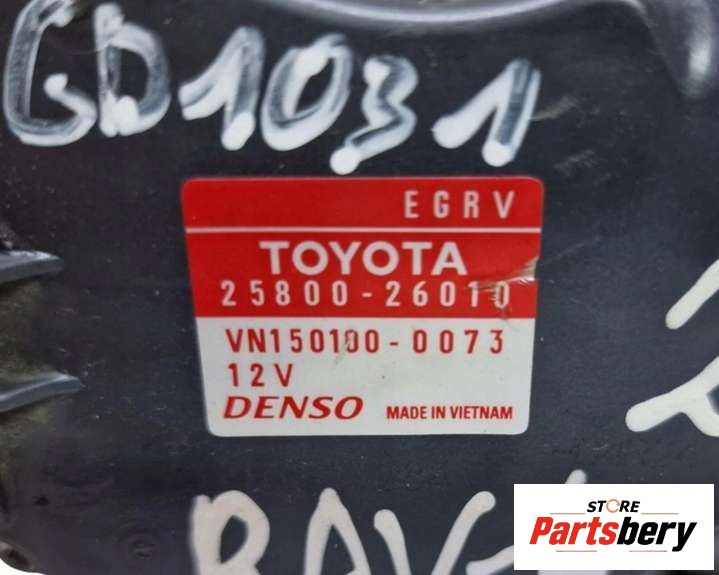 GD1031
EGRV
TOYOTA
25800-26010
VN150100-0073
12V
DENSO MADE IN VIETNAM
STORE
Partsbery